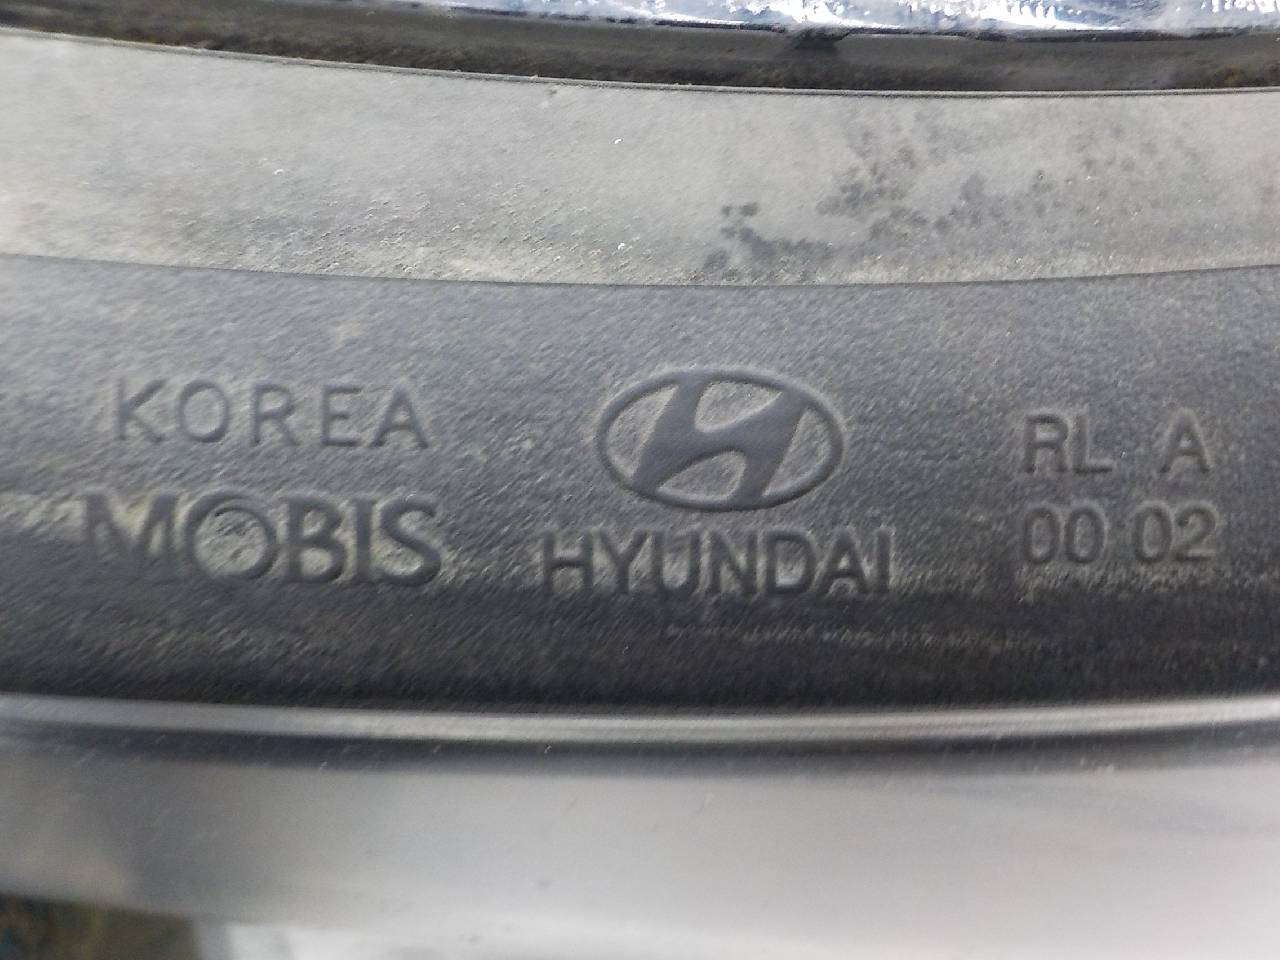 KOREA
MOBIS
HYUNDAI
RL A
00 02